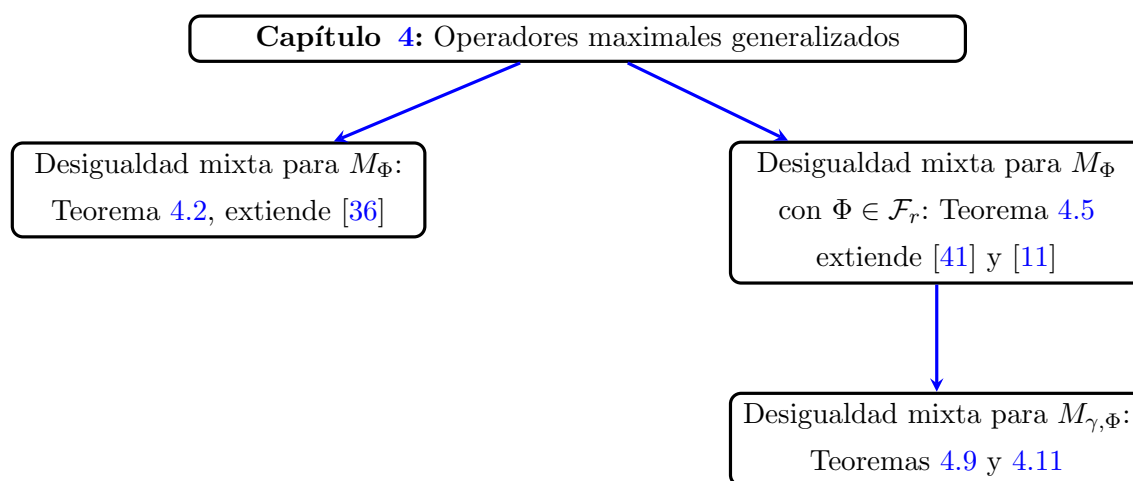 Capítulo 4: Operadores maximales generalizados
Desigualdad mixta para $M_\Phi$:
Teorema 4.2, extiende [36]
Desigualdad mixta para $M_\Phi$
con $\Phi \in \mathcal{F}_r$: Teorema 4.5
extiende [41] y [11]
Desigualdad mixta para $M_{\gamma,\Phi}$:
Teoremas 4.9 y 4.11